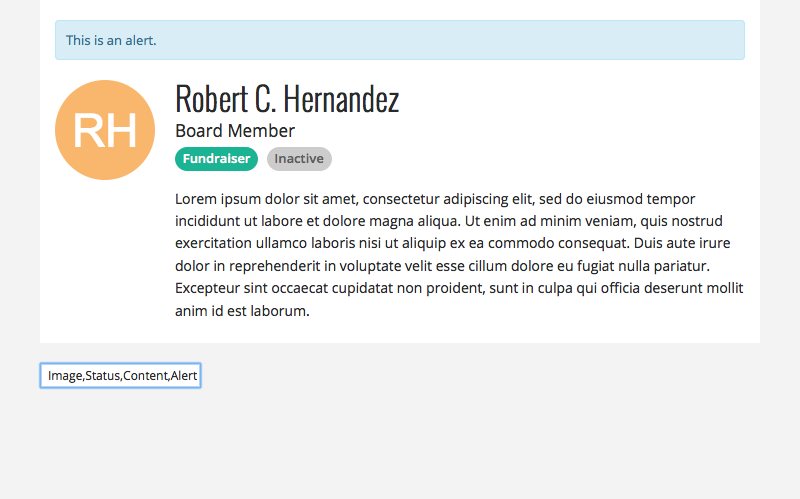 This is an alert.
RH
Robert C. Hernandez
Board Member
Fundraiser Inactive
Lorem ipsum dolor sit amet, consectetur adipiscing elit, sed do eiusmod tempor
incididunt ut labore et dolore magna aliqua. Ut enim ad minim veniam, quis nostrud
exercitation ullamco laboris nisi ut aliquip ex ea commodo consequat. Duis aute irure
dolor in reprehenderit in voluptate velit esse cillum dolore eu fugiat nulla pariatur.
Excepteur sint occaecat cupidatat non proident, sunt in culpa qui officia deserunt mollit
anim id est laborum.
Image,Status,Content,Alert